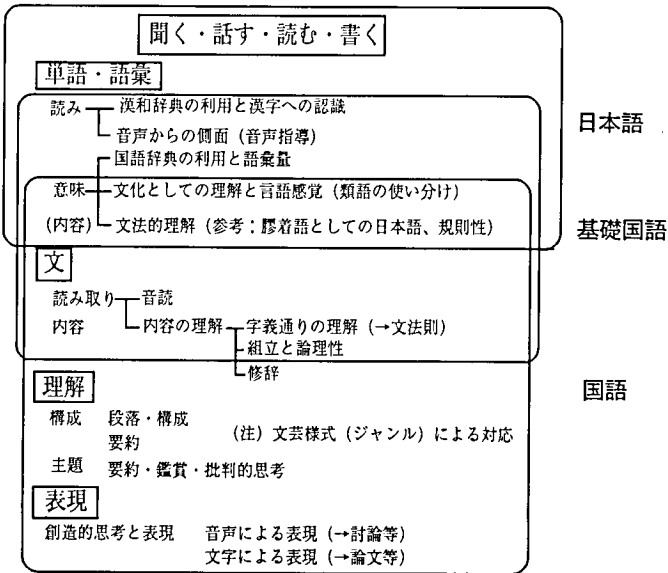 聞く・話す・読む・書く
単語・語彙
読み 漢和辞典の利用と漢字への認識
音声からの側面（音声指導）
国語辞典の利用と語彙量
意味 文化としての理解と言語感覚（類語の使い分け）
(内容) 文法的理解（参考：膠着語としての日本語、規則性）
文
読み取り 音読
内容 内容の理解 字義通りの理解（→文法則）
組立と論理性
修辞
理解
構成 段落・構成
要約 （注）文芸様式（ジャンル）による対応
主題 要約・鑑賞・批判的思考
表現
創造的思考と表現 音声による表現（→討論等）
文字による表現（→論文等）
日本語
基礎国語
国語